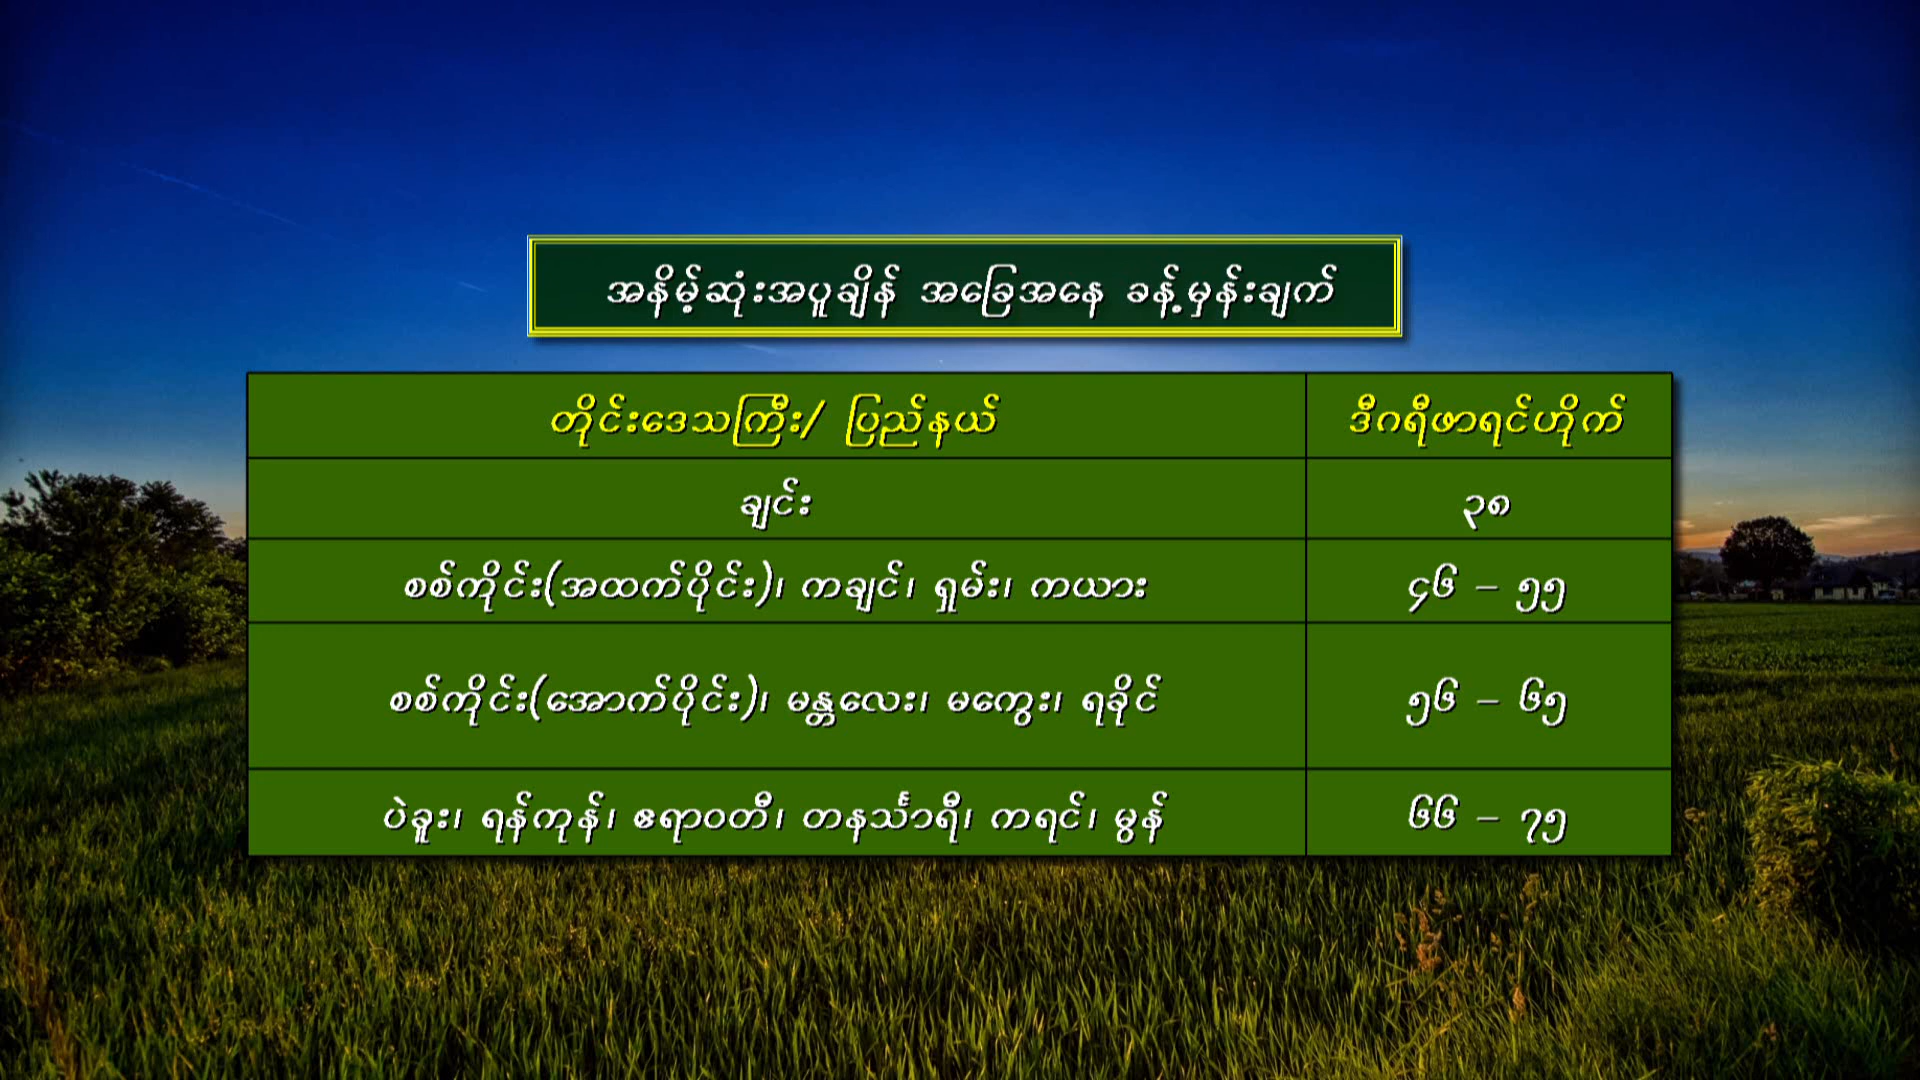 အနိမ့်ဆုံးအပူချိန် အခြေအနေ ခန့်မှန်းချက်
တိုင်းဒေသကြီး/ ပြည်နယ် ဒီဂရီဖာရင်ဟိုက်
ချင်း ၃၈
စစ်ကိုင်း(အထက်ပိုင်း)၊ ကချင်၊ ရှမ်း၊ ကယား ၄၆ – ၅၅
စစ်ကိုင်း(အောက်ပိုင်း)၊ မန္တလေး၊ မကွေး၊ ရခိုင် ၅၆ – ၆၅
ပဲခူး၊ ရန်ကုန်၊ ဧရာဝတီ၊ တနင်္သာရီ၊ ကရင်၊ မွန် ၆၆ – ၇၅